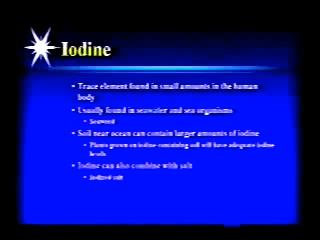 Iodine
• Trace element found in small amounts in the human
body
• Usually found in seawater and sea organisms
• Seaweed
• Soil near ocean can contain larger amounts of iodine
• Plants grown on iodine containing soil will have adequate iodine
levels
• Iodine can also combine with salt
• Iodized salt